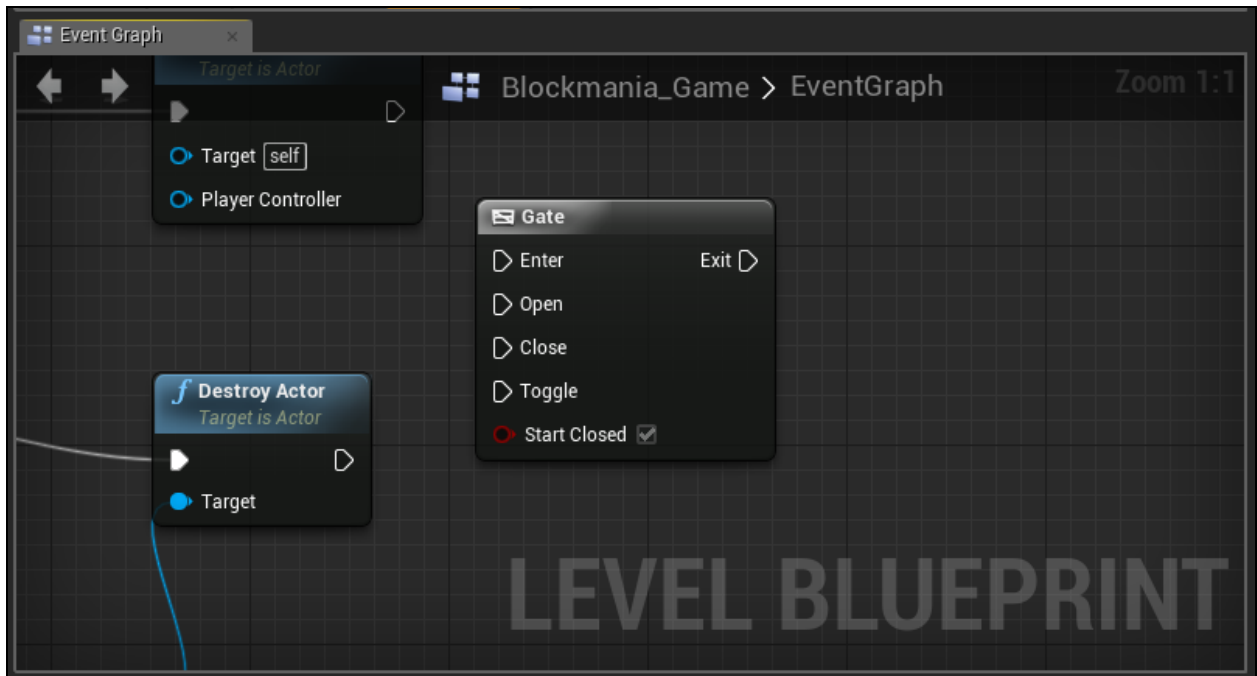 Event Graph
Blockmania_Game > EventGraph
Zoom 1:1
Target is Actor
Target self
Player Controller
Gate
Enter Exit
Open
Close
Toggle
Start Closed
f Destroy Actor
Target is Actor
Target
LEVEL BLUEPRINT